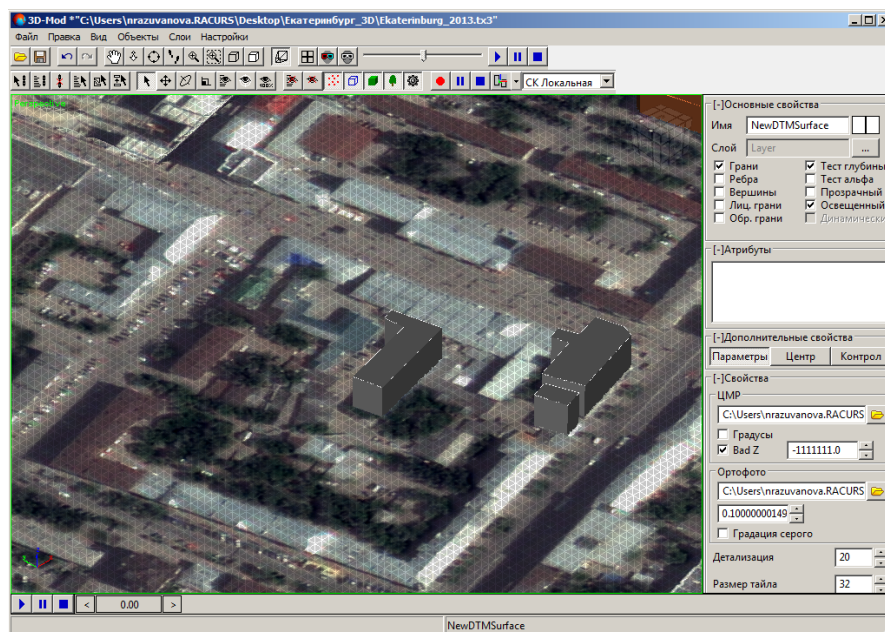 3D-Mod *"C:\Users\nrazuvanova.RACURS\Desktop\Екатеринбург_3D\Ekaterinburg_2013.tx3"
Файл Правка Вид Объекты Слои Настройки
СК Локальная
[-]Основные свойства
Имя NewDTMSurface
Слой Layer ...
Грани Тест глубины
Ребра Тест альфа
Вершины Прозрачный
Лиц. грани Освещенный
Обр. грани Динамически
[-]Атрибуты
[-]Дополнительные свойства
Параметры Центр Контрол
[-]Свойства
ЦМР
C:\Users\nrazuvanova.RACURS
Градусы
Bad Z -1111111.0
Ортофото
C:\Users\nrazuvanova.RACURS
0.10000000149
Градация серого
Детализация 20
Размер тайла 32
< 0.00 >
NewDTMSurface